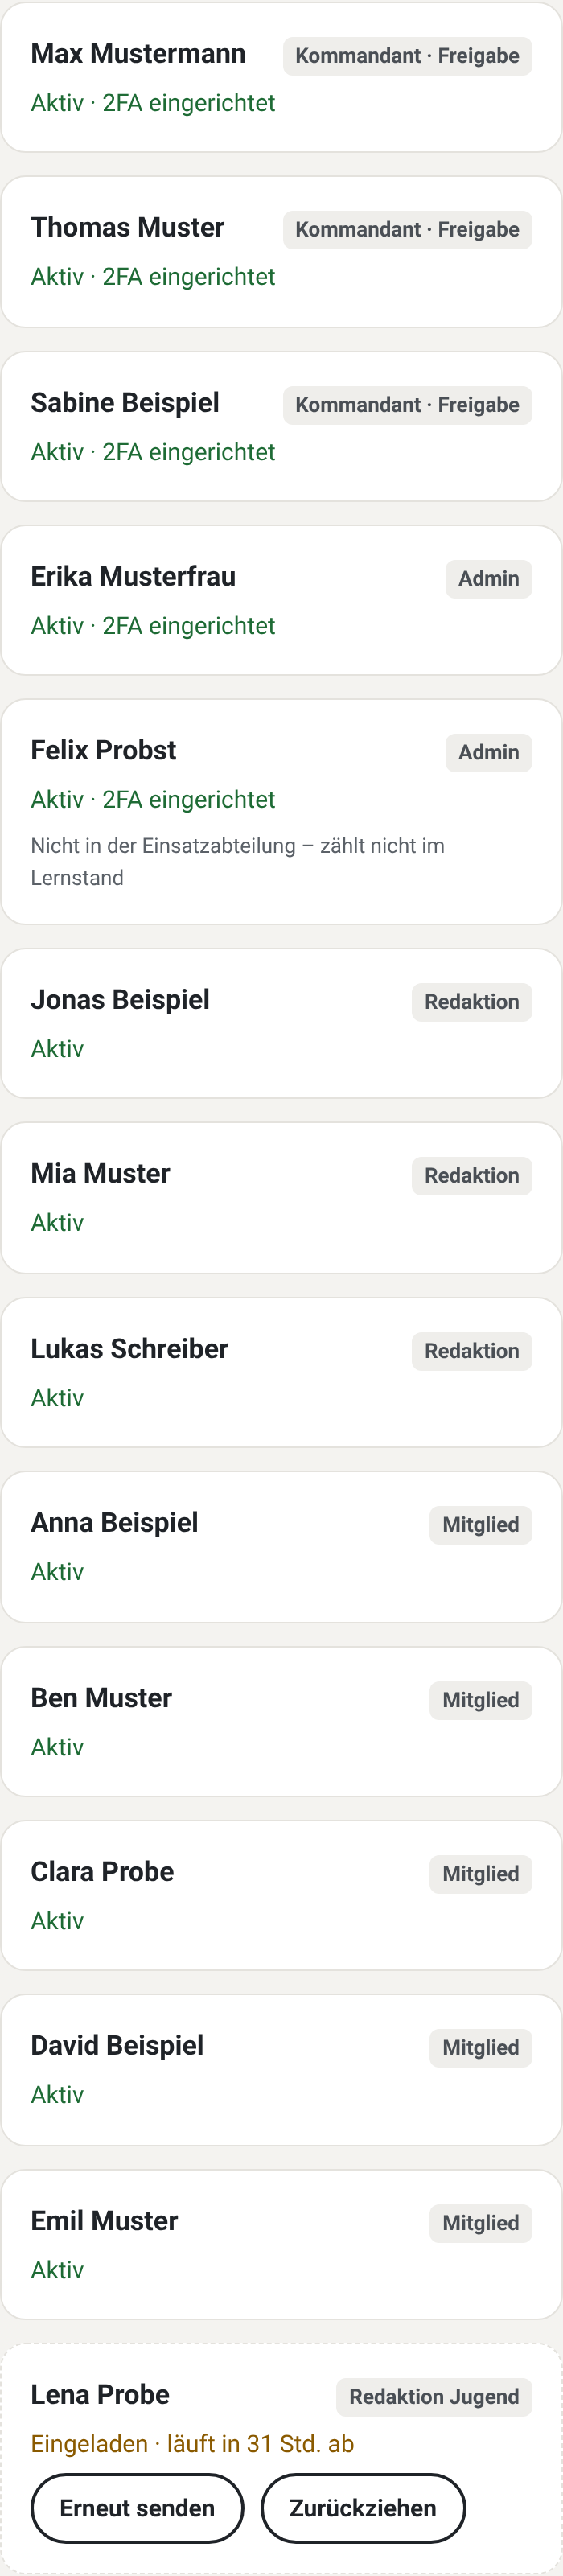 Max Mustermann Kommandant · Freigabe
Aktiv · 2FA eingerichtet
Thomas Muster Kommandant · Freigabe
Aktiv · 2FA eingerichtet
Sabine Beispiel Kommandant · Freigabe
Aktiv · 2FA eingerichtet
Erika Musterfrau Admin
Aktiv · 2FA eingerichtet
Felix Probst Admin
Aktiv · 2FA eingerichtet
Nicht in der Einsatzabteilung – zählt nicht im
Lernstand
Jonas Beispiel Redaktion
Aktiv
Mia Muster Redaktion
Aktiv
Lukas Schreiber Redaktion
Aktiv
Anna Beispiel Mitglied
Aktiv
Ben Muster Mitglied
Aktiv
Clara Probe Mitglied
Aktiv
David Beispiel Mitglied
Aktiv
Emil Muster Mitglied
Aktiv
Lena Probe Redaktion Jugend
Eingeladen · läuft in 31 Std. ab
Erneut senden Zurückziehen